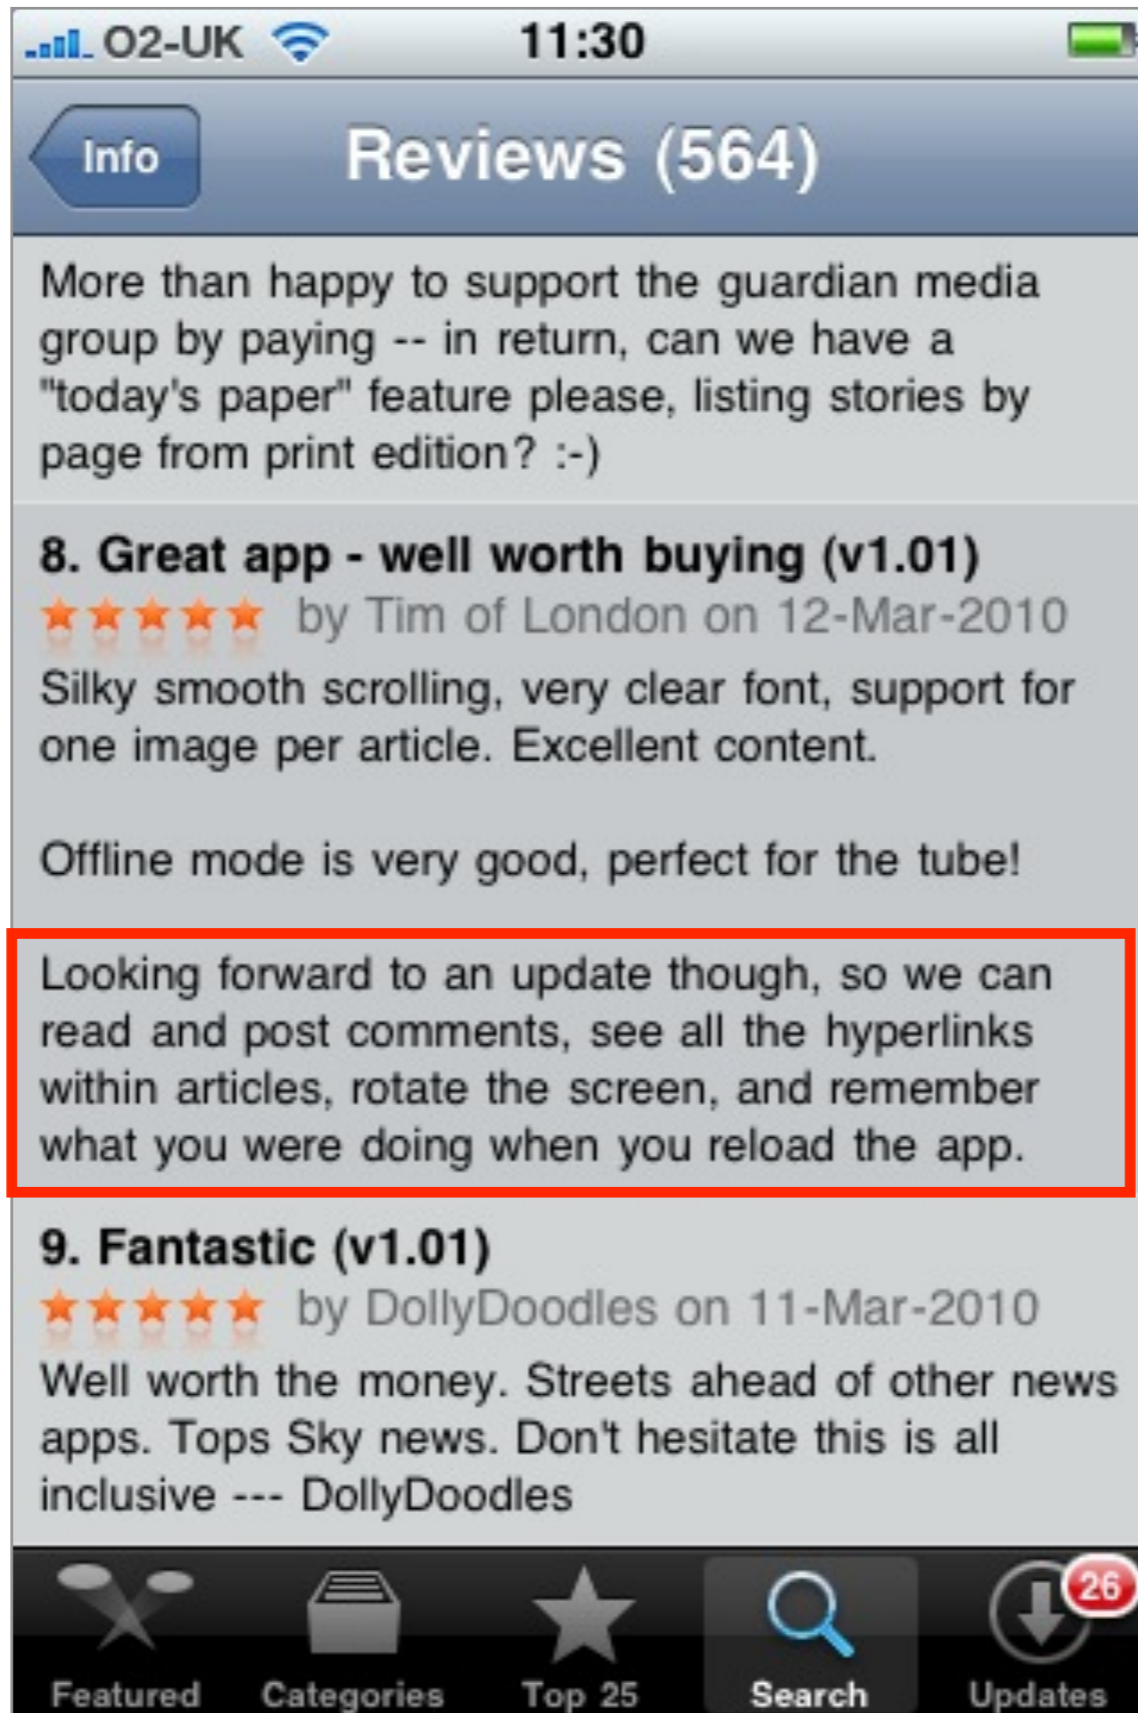 O2-UK 11:30
Info Reviews (564)
More than happy to support the guardian media
group by paying -- in return, can we have a
"today's paper" feature please, listing stories by
page from print edition? :-)
8. Great app - well worth buying (v1.01)
by Tim of London on 12-Mar-2010
Silky smooth scrolling, very clear font, support for
one image per article. Excellent content.
Offline mode is very good, perfect for the tube!
Looking forward to an update though, so we can
read and post comments, see all the hyperlinks
within articles, rotate the screen, and remember
what you were doing when you reload the app.
9. Fantastic (v1.01)
by DollyDoodles on 11-Mar-2010
Well worth the money. Streets ahead of other news
apps. Tops Sky news. Don't hesitate this is all
inclusive --- DollyDoodles
26
Featured Categories Top 25 Search Updates